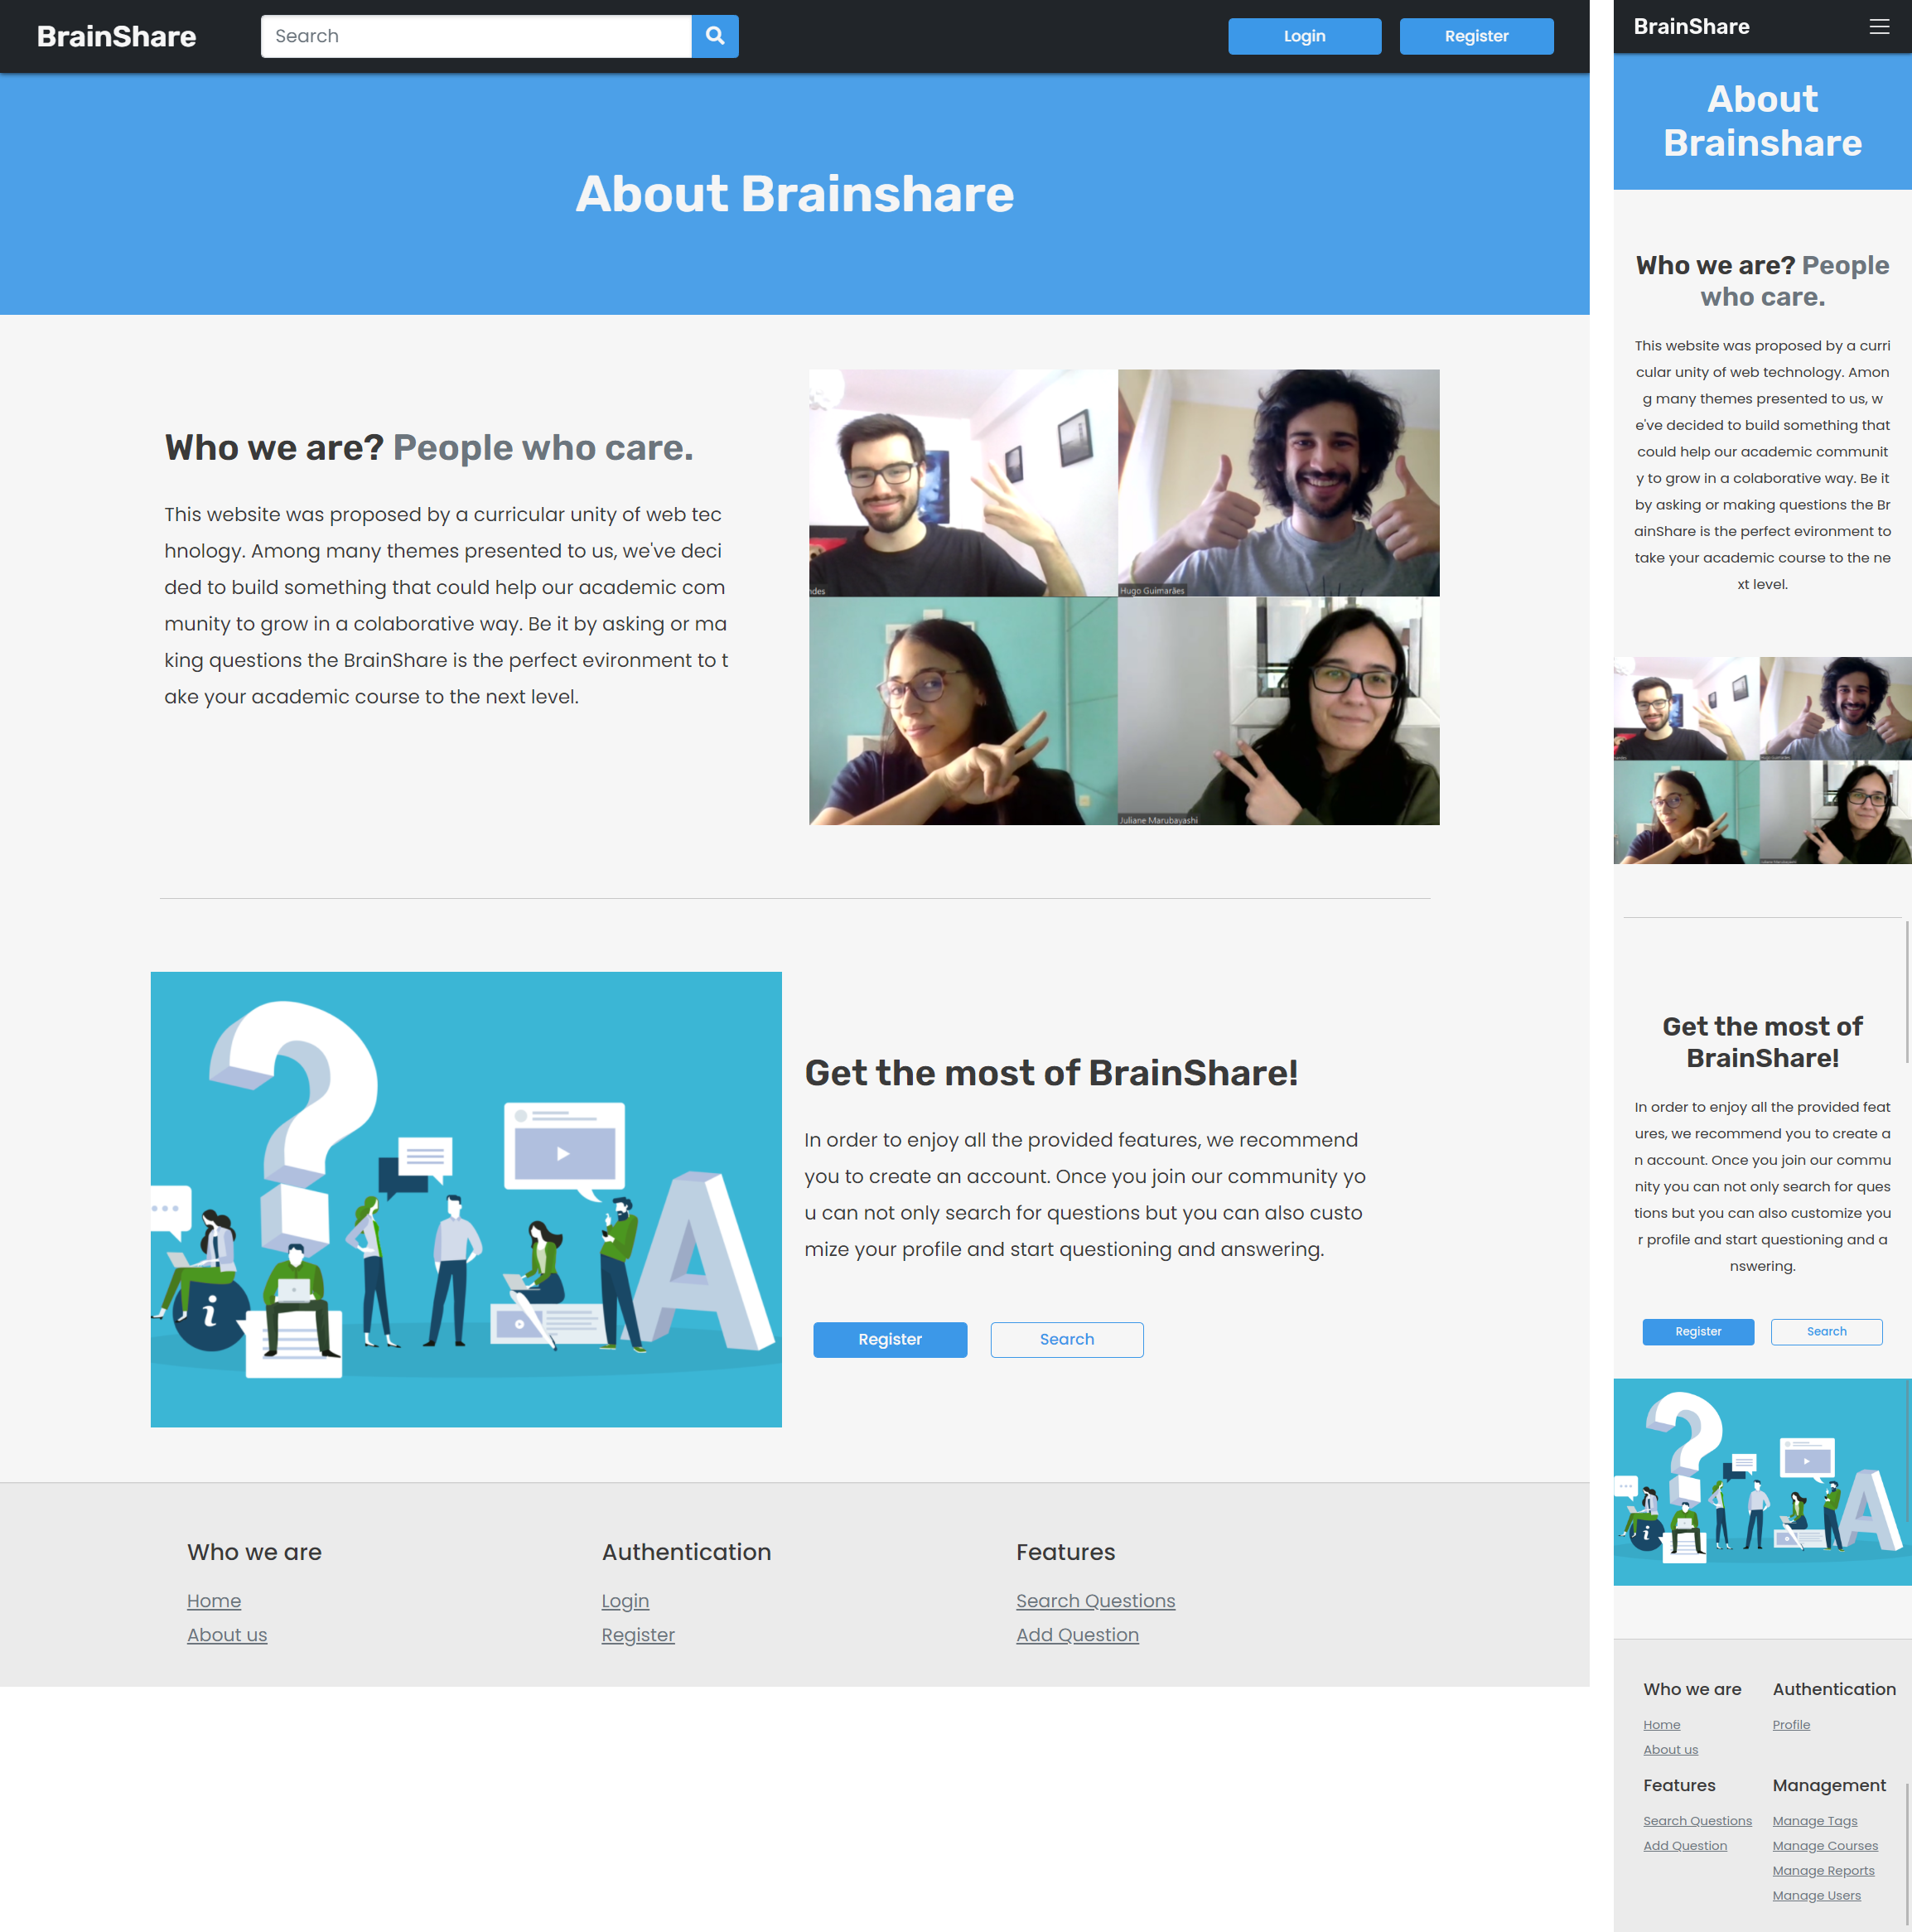 BrainShare
Search
Login
Register
About Brainshare
Who we are? People who care.
This website was proposed by a curricular unity of web tec
hnology. Among many themes presented to us, we've deci
ded to build something that could help our academic com
munity to grow in a colaborative way. Be it by asking or ma
king questions the BrainShare is the perfect evironment to t
ake your academic course to the next level.
ndes
Hugo Guimarães
Juliane Marubayashi
Get the most of BrainShare!
In order to enjoy all the provided features, we recommend
you to create an account. Once you join our community yo
u can not only search for questions but you can also custo
mize your profile and start questioning and answering.
Register
Search
i
A
Who we are
Home
About us
Authentication
Login
Register
Features
Search Questions
Add Question
BrainShare
About
Brainshare
Who we are? People
who care.
This website was proposed by a curri
cular unity of web technology. Amon
g many themes presented to us, w
e've decided to build something that
could help our academic communit
y to grow in a colaborative way. Be it
by asking or making questions the Br
ainShare is the perfect evironment to
take your academic course to the ne
xt level.
Get the most of
BrainShare!
In order to enjoy all the provided feat
ures, we recommend you to create a
n account. Once you join our commu
nity you can not only search for ques
tions but you can also customize you
r profile and start questioning and a
nswering.
Register
Search
i
A
Who we are
Home
About us
Authentication
Profile
Features
Search Questions
Add Question
Management
Manage Tags
Manage Courses
Manage Reports
Manage Users